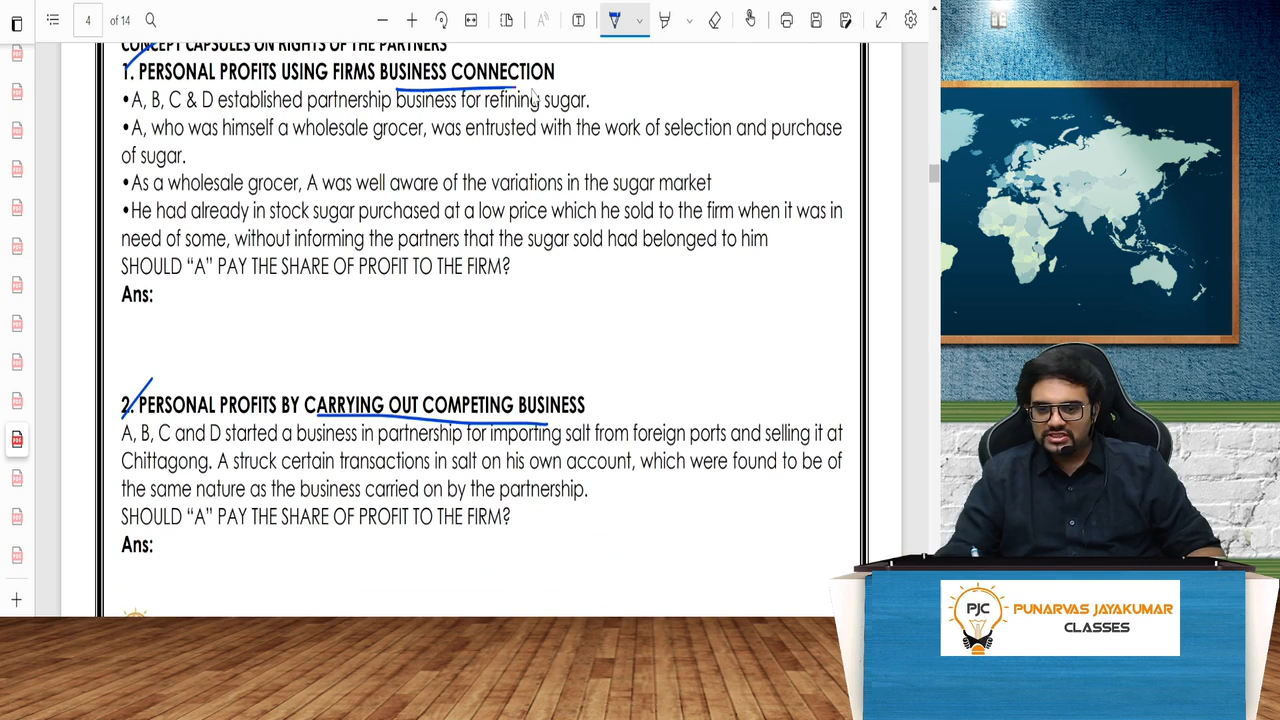 4 of 14
CONCEPT CAPSULES ON RIGHTS OF THE PARTNERS
1. PERSONAL PROFITS USING FIRMS BUSINESS CONNECTION
•A, B, C & D established partnership business for refining sugar.
•A, who was himself a wholesale grocer, was entrusted with the work of selection and purchase
of sugar.
•As a wholesale grocer, A was well aware of the variations in the sugar market
•He had already in stock sugar purchased at a low price which he sold to the firm when it was in
need of some, without informing the partners that the sugar sold had belonged to him
SHOULD “A” PAY THE SHARE OF PROFIT TO THE FIRM?
Ans:
2. PERSONAL PROFITS BY CARRYING OUT COMPETING BUSINESS
A, B, C and D started a business in partnership for importing salt from foreign ports and selling it at
Chittagong. A struck certain transactions in salt on his own account, which were found to be of
the same nature as the business carried on by the partnership.
SHOULD “A” PAY THE SHARE OF PROFIT TO THE FIRM?
Ans:
PJC PUNARVAS JAYAKUMAR
CLASSES